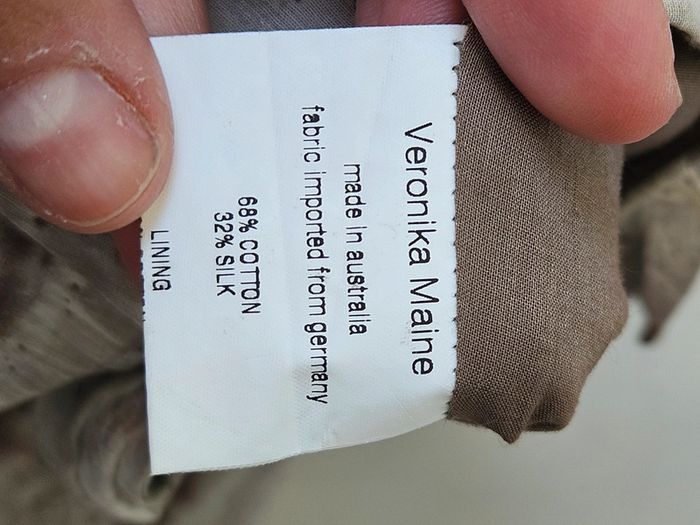 Veronika Maine
made in australia
fabric imported from germany
68% COTTON
32% SILK
LINING